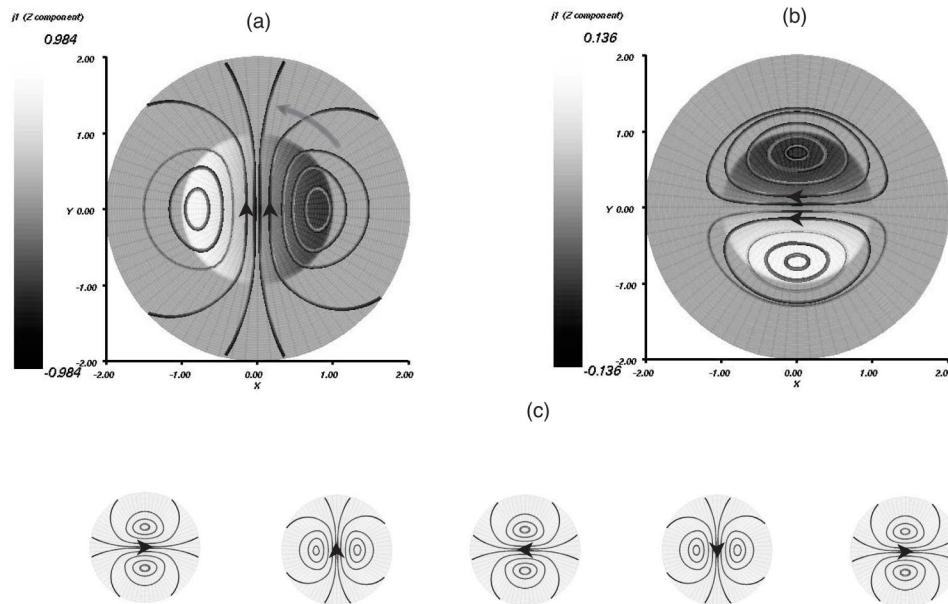 (a)
j1 (Z component)
0.984
2.00
1.00
Y 0.00
-1.00
-2.00
-0.984
-2.00 -1.00 0.00 1.00 2.00
X
(b)
j1 (Z component)
0.136
2.00
1.00
Y 0.00
-1.00
-2.00
-0.136
-2.00 -1.00 0.00 1.00 2.00
X
(c)